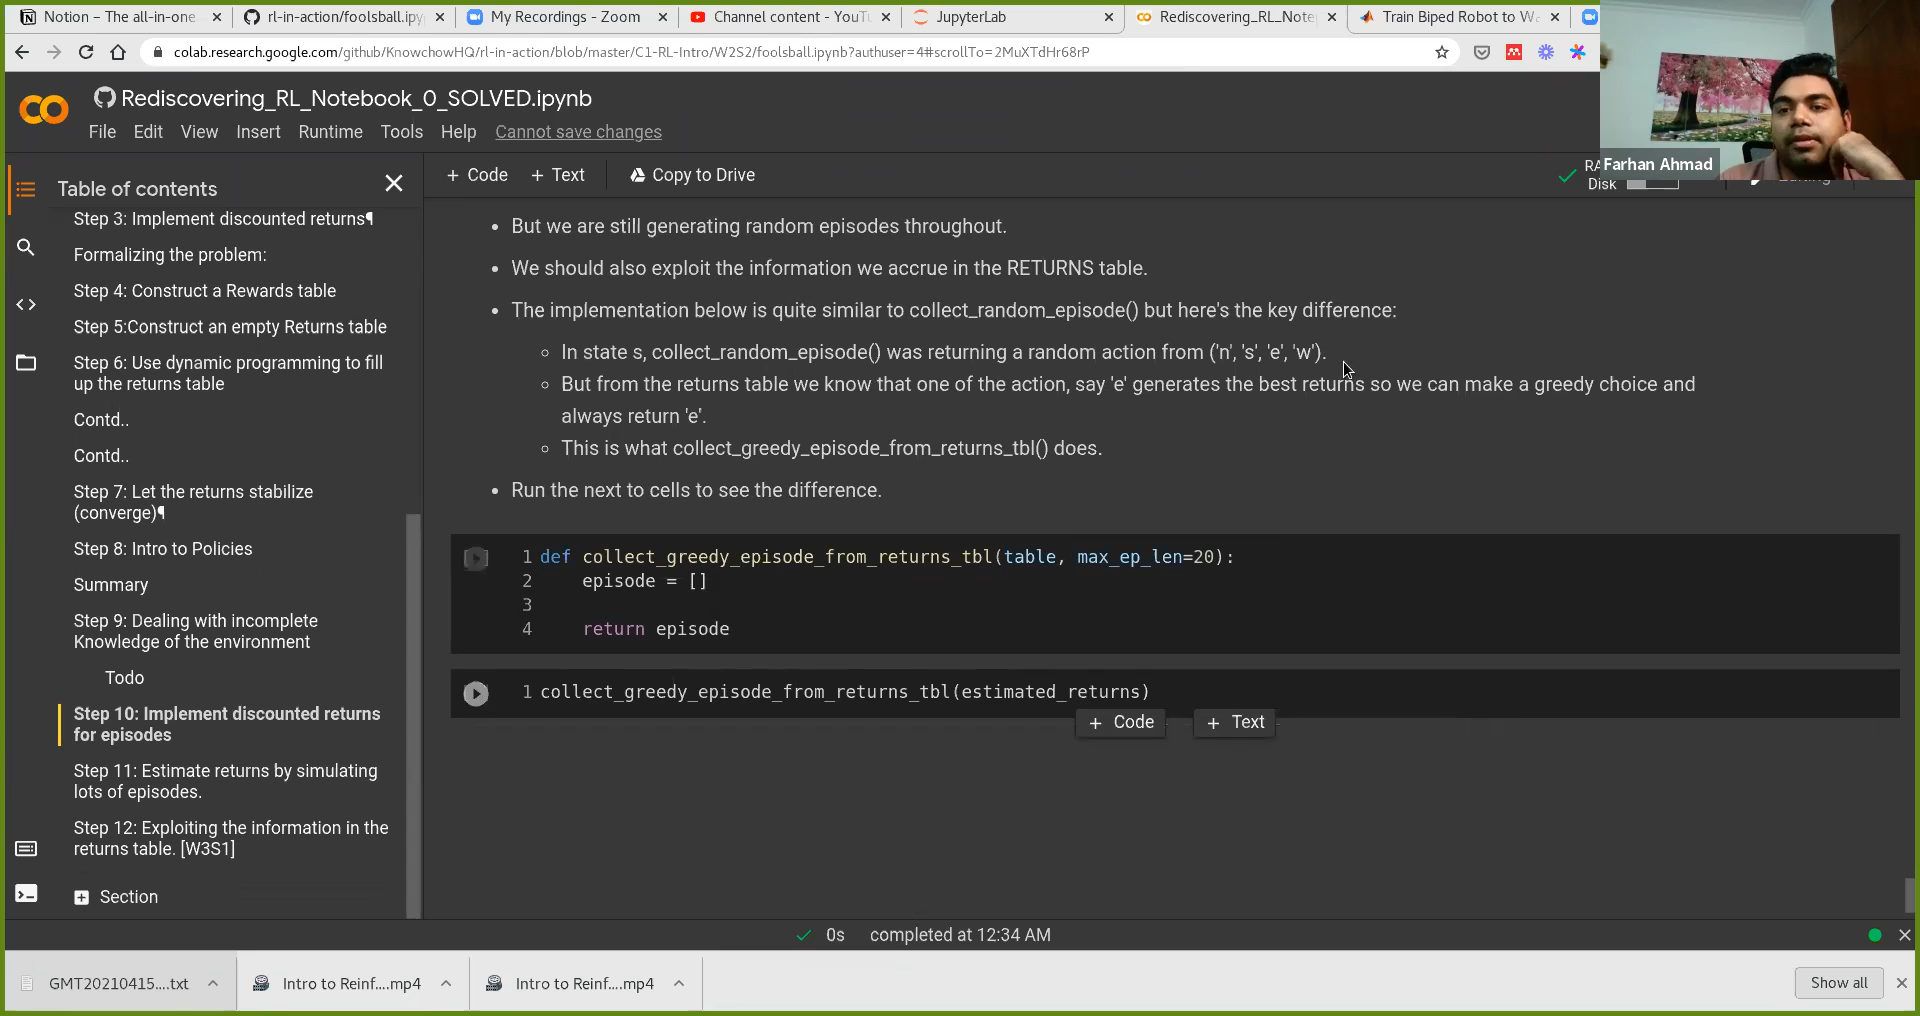 Notion – The all-in-one
rl-in-action/foolsball.ipy
My Recordings - Zoom
Channel content - YouT
JupyterLab
Rediscovering_RL_Note
Train Biped Robot to Wa
colab.research.google.com/github/KnowchowHQ/rl-in-action/blob/master/C1-RL-Intro/W2S2/foolsball.ipynb?authuser=4#scrollTo=2MuXTdHr68rP
Rediscovering_RL_Notebook_0_SOLVED.ipynb
File Edit View Insert Runtime Tools Help Cannot save changes
Farhan Ahmad
+ Code + Text Copy to Drive
RA
Disk
Table of contents
Step 3: Implement discounted returns¶
Formalizing the problem:
Step 4: Construct a Rewards table
Step 5:Construct an empty Returns table
Step 6: Use dynamic programming to fill
up the returns table
Contd..
Contd..
Step 7: Let the returns stabilize
(converge)¶
Step 8: Intro to Policies
Summary
Step 9: Dealing with incomplete
Knowledge of the environment
Todo
Step 10: Implement discounted returns
for episodes
Step 11: Estimate returns by simulating
lots of episodes.
Step 12: Exploiting the information in the
returns table. [W3S1]
Section
• But we are still generating random episodes throughout.
• We should also exploit the information we accrue in the RETURNS table.
• The implementation below is quite similar to collect_random_episode() but here's the key difference:
◦ In state s, collect_random_episode() was returning a random action from ('n', 's', 'e', 'w').
◦ But from the returns table we know that one of the action, say 'e' generates the best returns so we can make a greedy choice and
always return 'e'.
◦ This is what collect_greedy_episode_from_returns_tbl() does.
• Run the next to cells to see the difference.
1 def collect_greedy_episode_from_returns_tbl(table, max_ep_len=20):
2 episode = []
3
4 return episode
1 collect_greedy_episode_from_returns_tbl(estimated_returns)
+ Code + Text
0s completed at 12:34 AM
GMT20210415....txt
Intro to Reinf....mp4
Intro to Reinf....mp4
Show all